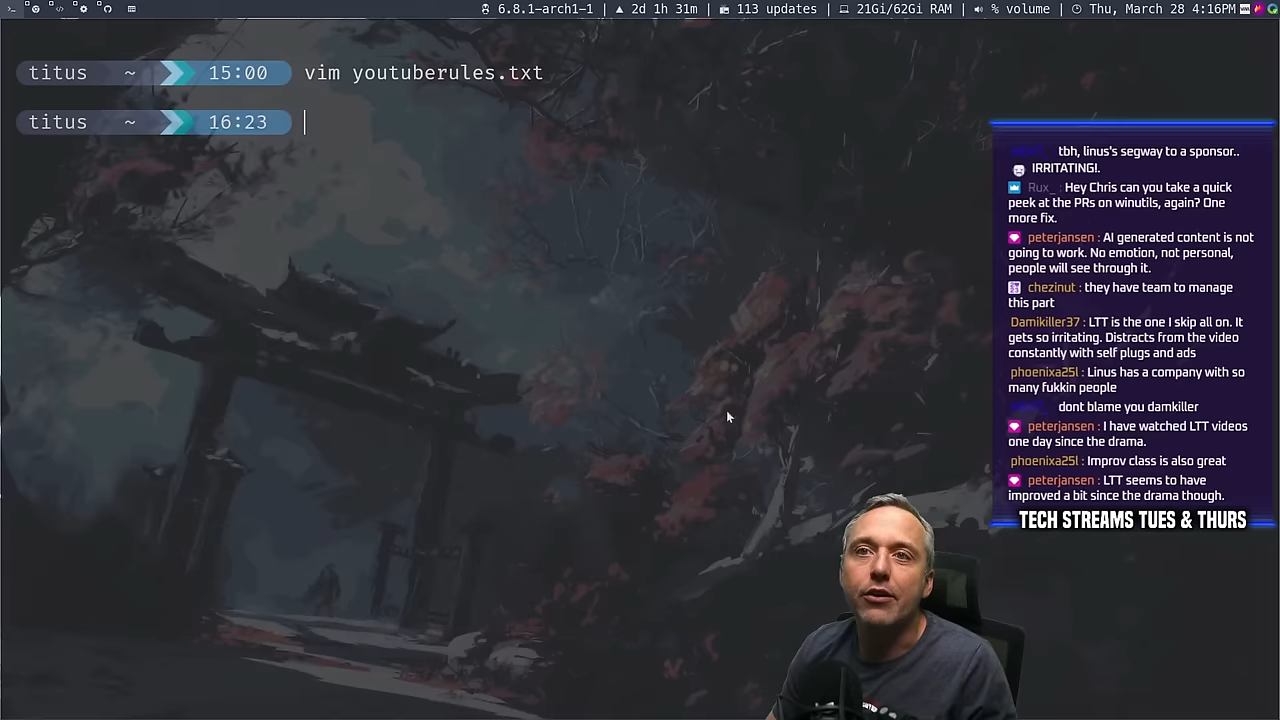 6.8.1-arch1-1 | ▲ 2d 1h 31m | 113 updates | 21Gi/62Gi RAM | % volume | Thu, March 28 4:16PM
titus ~ 15:00 vim youtuberules.txt
titus ~ 16:23
tbh, linus's segway to a sponsor..
IRRITATING!.
Rux_ : Hey Chris can you take a quick
peek at the PRs on winutils, again? One
more fix.
peterjansen : AI generated content is not
going to work. No emotion, not personal,
people will see through it.
chezinut : they have team to manage
this part
Damikiller37 : LTT is the one I skip all on. It
gets so irritating. Distracts from the video
constantly with self plugs and ads
phoenixa25l : Linus has a company with so
many fukkin people
dont blame you damkiller
peterjansen : I have watched LTT videos
one day since the drama.
phoenixa25l : Improv class is also great
peterjansen : LTT seems to have
improved a bit since the drama though.
TECH STREAMS TUES & THURS